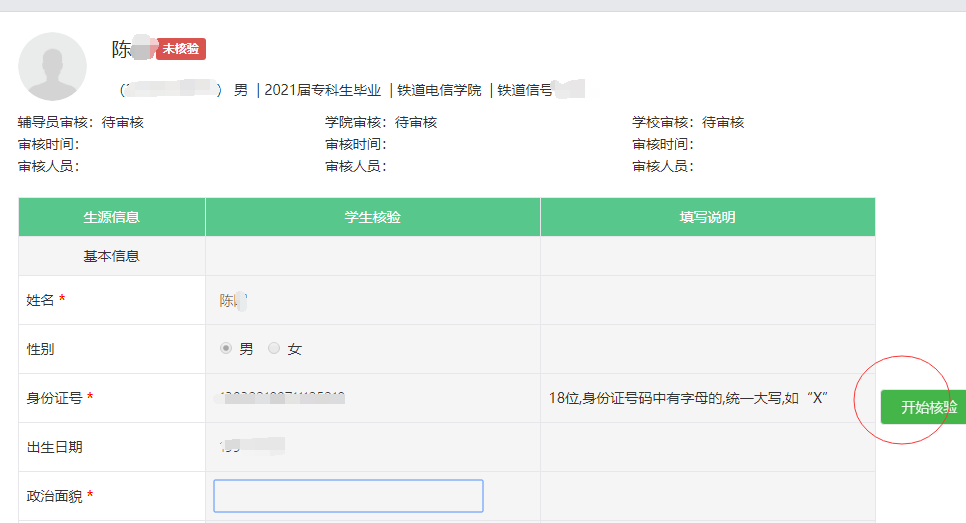 陈 未核验
（ ） 男 | 2021届专科生毕业 | 铁道电信学院 | 铁道信号
辅导员审核：待审核 学院审核：待审核 学校审核：待审核
审核时间： 审核时间： 审核时间：
审核人员： 审核人员： 审核人员：
生源信息 学生核验 填写说明
基本信息
姓名 * 陈
性别 男 女
身份证号 * 18位,身份证号码中有字母的,统一大写,如“X”
开始核验
出生日期
政治面貌 *